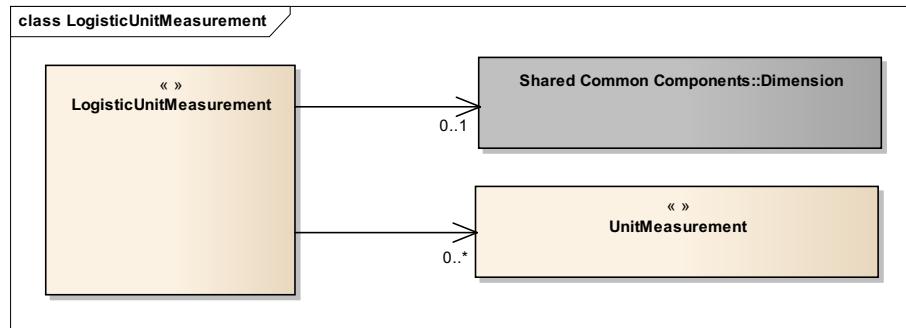 class LogisticUnitMeasurement
« »
LogisticUnitMeasurement
Shared Common Components::Dimension
0..1
« »
UnitMeasurement
0..*